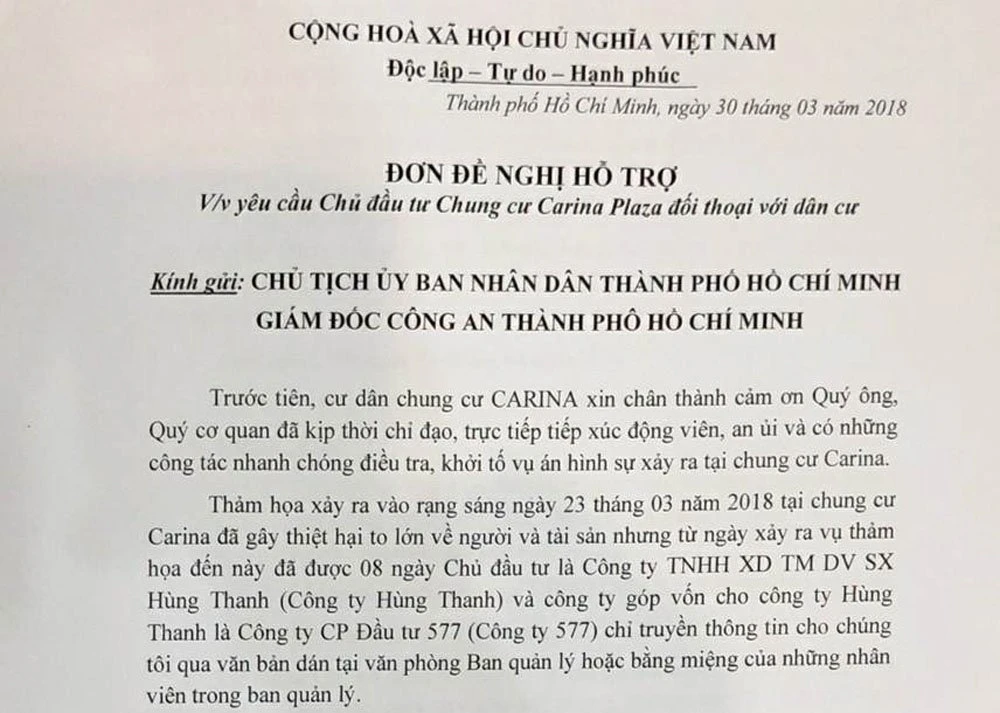 CỘNG HOÀ XÃ HỘI CHỦ NGHĨA VIỆT NAM
Độc lập – Tự do – Hạnh phúc
Thành phố Hồ Chí Minh, ngày 30 tháng 03 năm 2018
ĐƠN ĐỀ NGHỊ HỖ TRỢ
V/v yêu cầu Chủ đầu tư Chung cư Carina Plaza đối thoại với dân cư
Kính gửi: CHỦ TỊCH ỦY BAN NHÂN DÂN THÀNH PHỐ HỒ CHÍ MINH
GIÁM ĐỐC CÔNG AN THÀNH PHỐ HỒ CHÍ MINH
Trước tiên, cư dân chung cư CARINA xin chân thành cảm ơn Quý ông,
Quý cơ quan đã kịp thời chỉ đạo, trực tiếp tiếp xúc động viên, an ủi và có những
công tác nhanh chóng điều tra, khởi tố vụ án hình sự xảy ra tại chung cư Carina.
Thảm họa xảy ra vào rạng sáng ngày 23 tháng 03 năm 2018 tại chung cư
Carina đã gây thiệt hại to lớn về người và tài sản nhưng từ ngày xảy ra vụ thảm
họa đến này đã được 08 ngày Chủ đầu tư là Công ty TNHH XD TM DV SX
Hùng Thanh (Công ty Hùng Thanh) và công ty góp vốn cho công ty Hùng
Thanh là Công ty CP Đầu tư 577 (Công ty 577) chỉ truyền thông tin cho chúng
tôi qua văn bản dán tại văn phòng Ban quản lý hoặc bằng miệng của những nhân
viên trong ban quản lý.